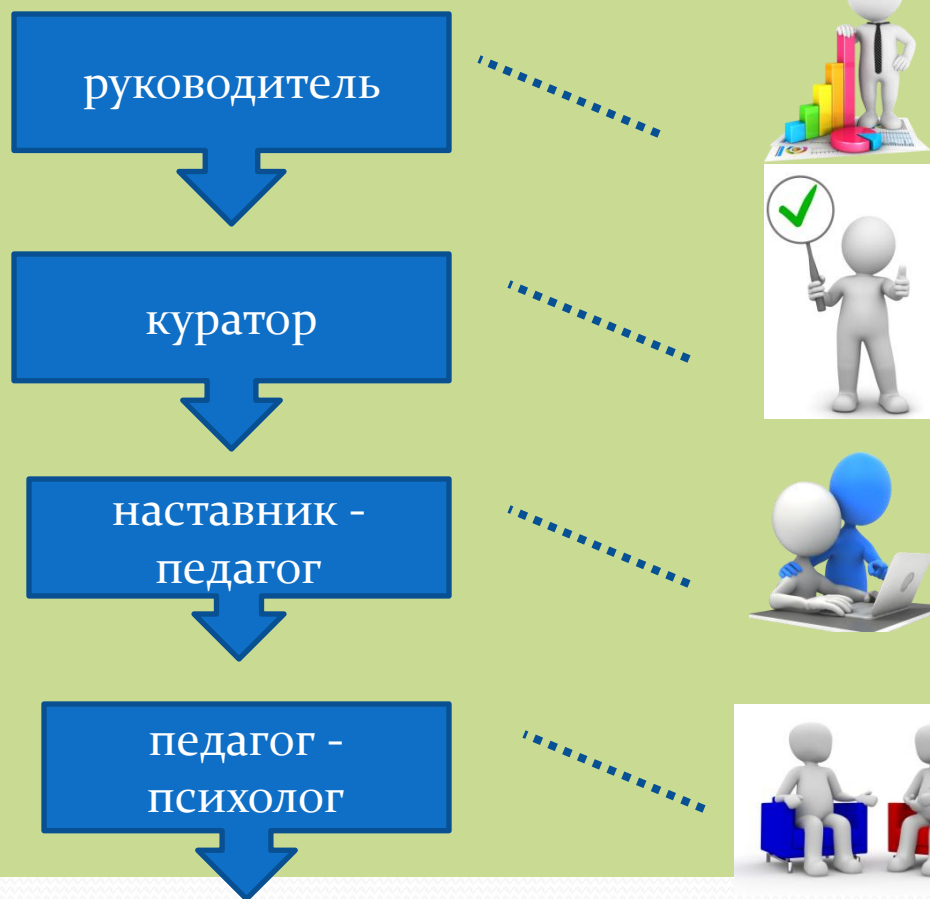 руководитель
куратор
наставник -
педагог
педагог -
психолог